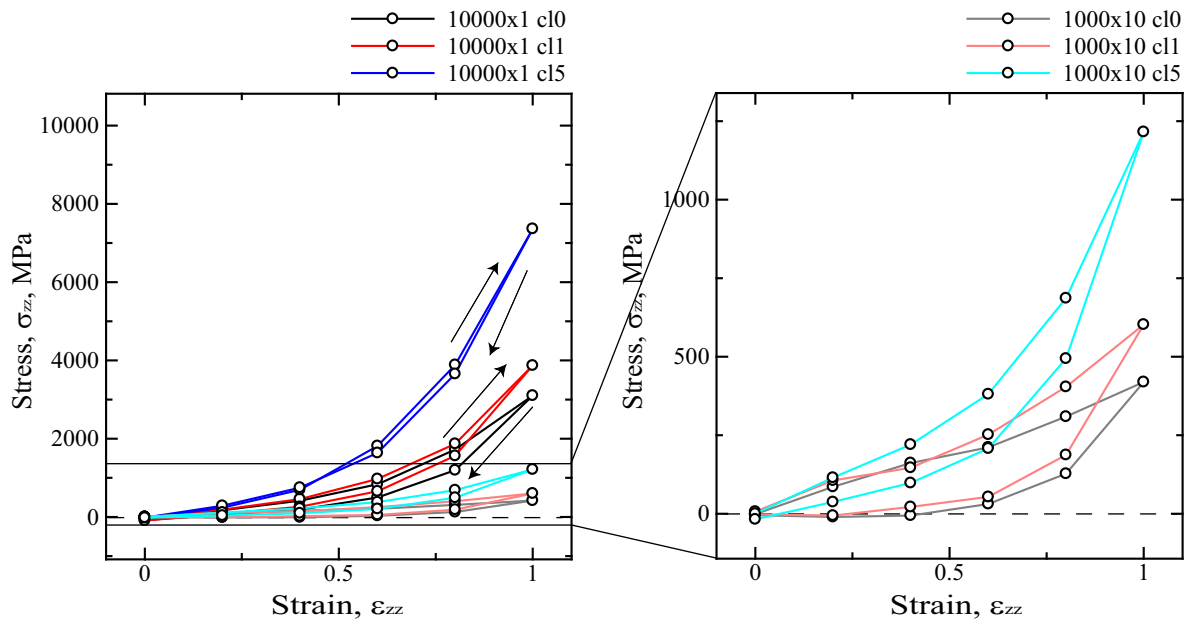 10000x1 cl0
10000x1 cl1
10000x1 cl5
10000
8000
6000
4000
2000
0
0
0.5
1
Stress, σzz, MPa
Strain, εzz
1000x10 cl0
1000x10 cl1
1000x10 cl5
1000
500
0
0
0.5
1
Stress, σzz, MPa
Strain, εzz